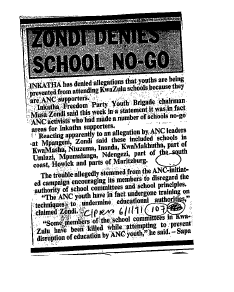 ZONDI DENIES
SCHOOL NO-GO
INKATHA has denied allegations that youths are being
prevented from attending KwaZulu schools because they
are ANC supporters.
Inkatha Freedom Party Youth Brigade chairman
Musa Zondi said this week in a statement it was in fact
ANC activists who had made a number of schools no-go
areas for Inkatha supporters.
Reacting apparently to an allegation by ANC leaders
at Mpangeni, Zondi said these included schools in
KwaMashu, Ntuzuma, Inanda, KwaMakhutha, part of
Umlazi, Mpumalanga, Ndengezi, part of the south
coast, Howick and parts of Maritzburg.
The trouble allegedly stemmed from the ANC-initiat-
ed campaign encouraging its members to disregard the
authority of school committees and school principles.
"The ANC youth have in fact undergone training on
techniques to undermine educational authorities,"
claimed Zondi. CPress 6/1/91 (107)
"Some members of the school committees in Kwa-
Zulu have been killed while attempting to prevent
disruption of education by ANC youth," he said. – Sapa